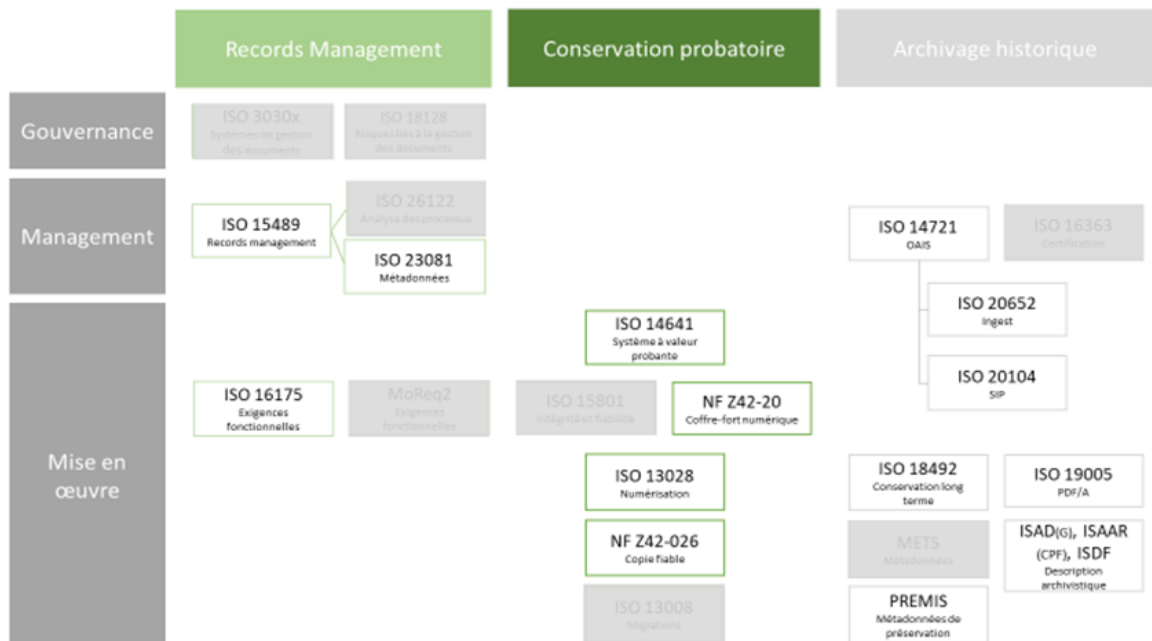 Records Management
Conservation probatoire
Archivage historique
Gouvernance
ISO 3030x
Systèmes de gestion
des documents
ISO 18128
Risques liés à la gestion
des documents
Management
ISO 15489
Records management
ISO 26122
Analyse des processus
ISO 23081
Métadonnées
ISO 14721
OAIS
ISO 16363
Certification
ISO 20652
Ingest
ISO 20104
SIP
Mise en
œuvre
ISO 14641
Système à valeur
probante
ISO 16175
Exigences
fonctionnelles
MoReq2
Exigences
fonctionnelles
ISO 15801
Intégrité et fiabilité
NF Z42-20
Coffre-fort numérique
ISO 13028
Numérisation
NF Z42-026
Copie fiable
ISO 13008
Migrations
ISO 18492
Conservation long
terme
ISO 19005
PDF/A
METS
Métadonnées
ISAD(G), ISAAR
(CPF), ISDF
Description
archivistique
PREMIS
Métadonnées de
préservation